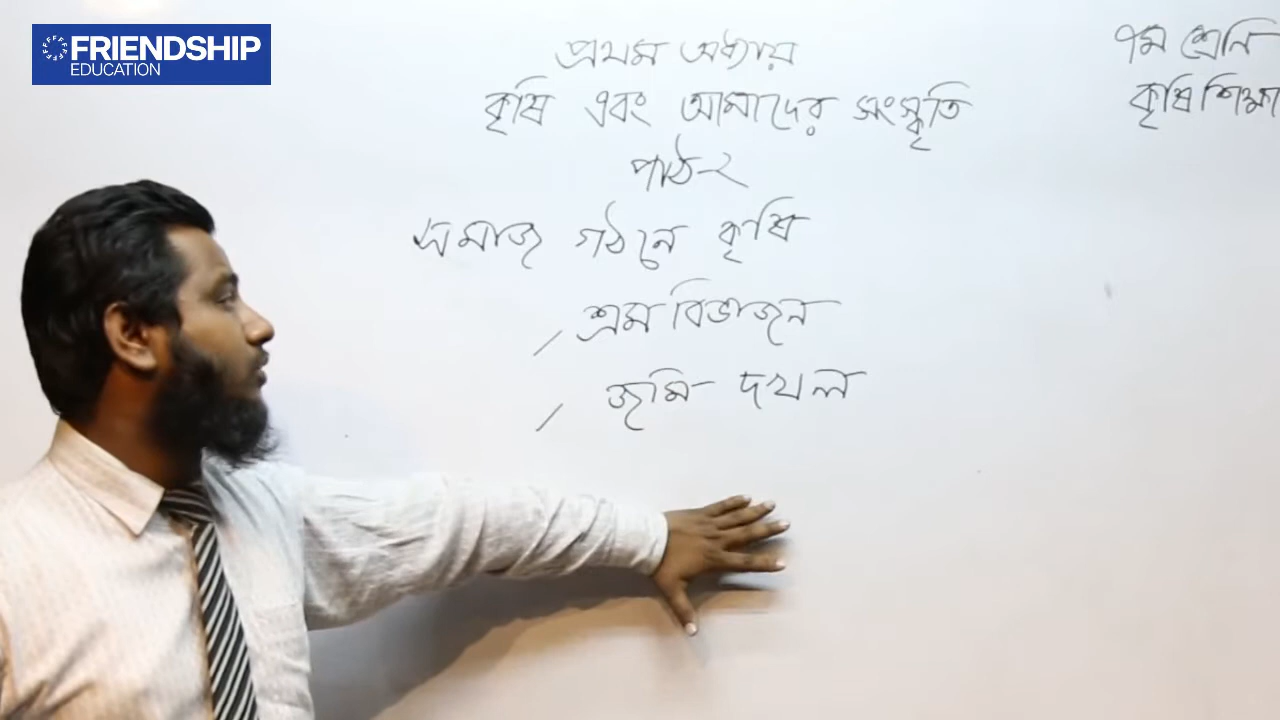 FRIENDSHIP
EDUCATION
৭ম শ্রেনি
কৃষি শিক্ষা
প্রথম অধ্যায়
কৃষি এবং আমাদের সংস্কৃতি
পাঠ-২
সমাজ গঠনে কৃষি
শ্রম বিভাজন
জমি দখল